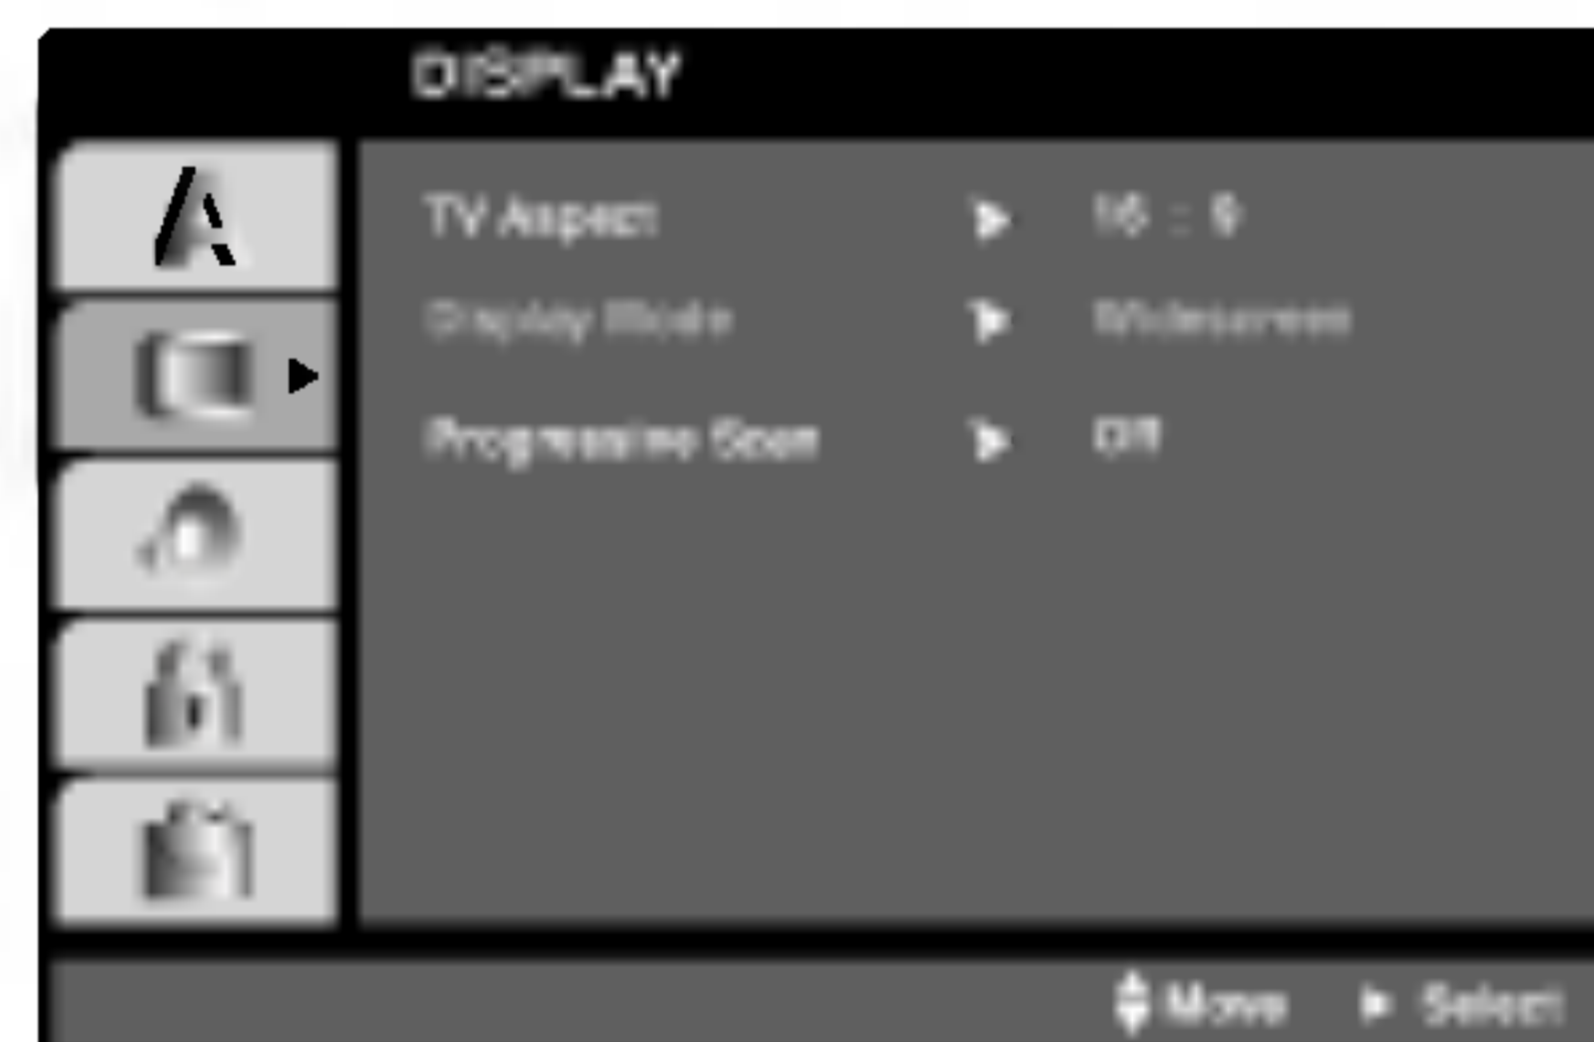 DISPLAY
TV Aspect 16 : 9
Display Mode Widescreen
Progressive Scan Off
Move Select